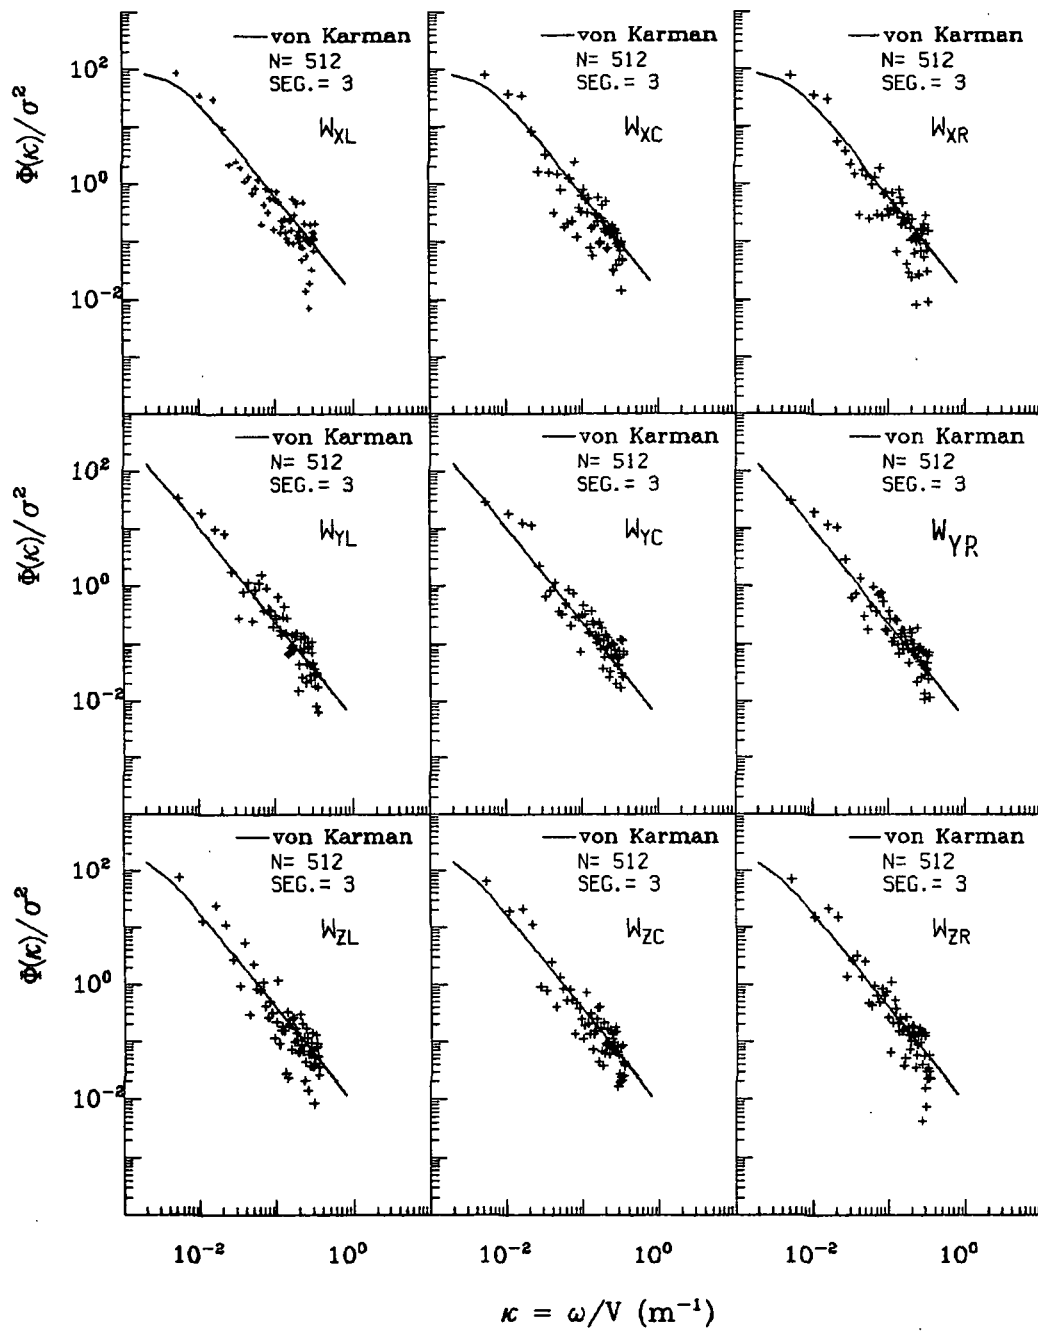 von Karman
N= 512
SEG.= 3
W_XL
von Karman
N= 512
SEG.= 3
W_XC
von Karman
N= 512
SEG.= 3
W_XR
Φ(κ)/σ²
10²
10⁰
10⁻²
von Karman
N= 512
SEG.= 3
W_YL
von Karman
N= 512
SEG.= 3
W_YC
von Karman
N= 512
SEG.= 3
W_YR
Φ(κ)/σ²
10²
10⁰
10⁻²
von Karman
N= 512
SEG.= 3
W_ZL
von Karman
N= 512
SEG.= 3
W_ZC
von Karman
N= 512
SEG.= 3
W_ZR
Φ(κ)/σ²
10²
10⁰
10⁻²
10⁻² 10⁰ 10⁻² 10⁰ 10⁻² 10⁰
κ = ω/V (m⁻¹)